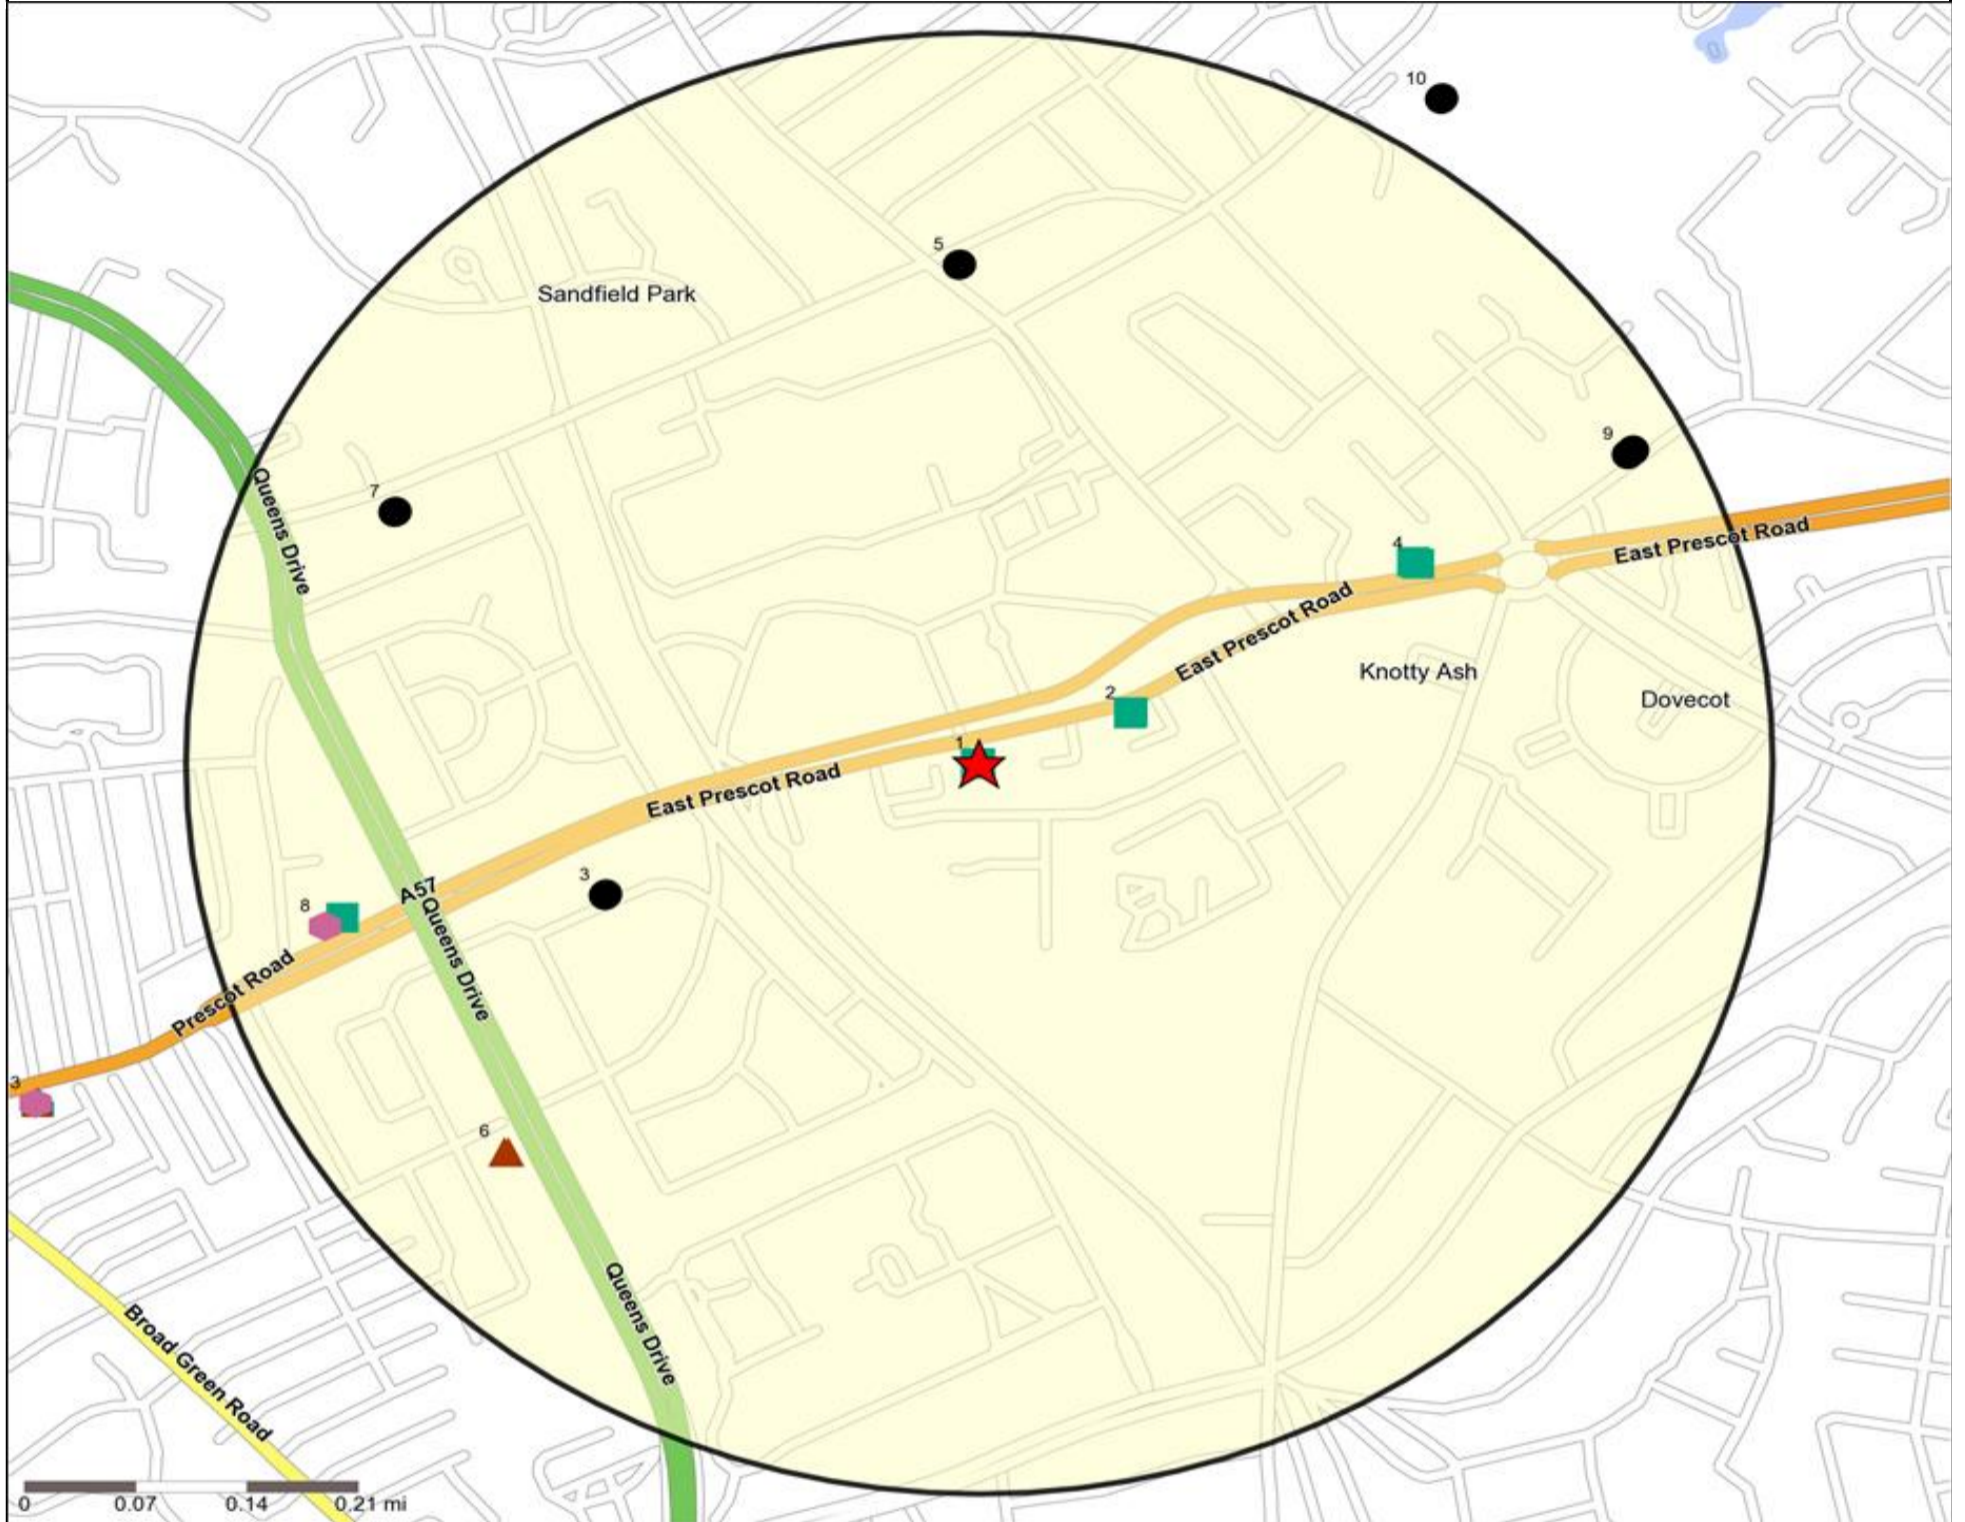 10
5
Sandfield Park
9
7
Queens Drive
4
East Prescot Road
East Prescot Road
Knotty Ash
2
Dovecot
1
East Prescot Road
3
A57
8
Queens Drive
Prescot Road
3
6
Queens Drive
Broad Green Road
0 0.07 0.14 0.21 mi